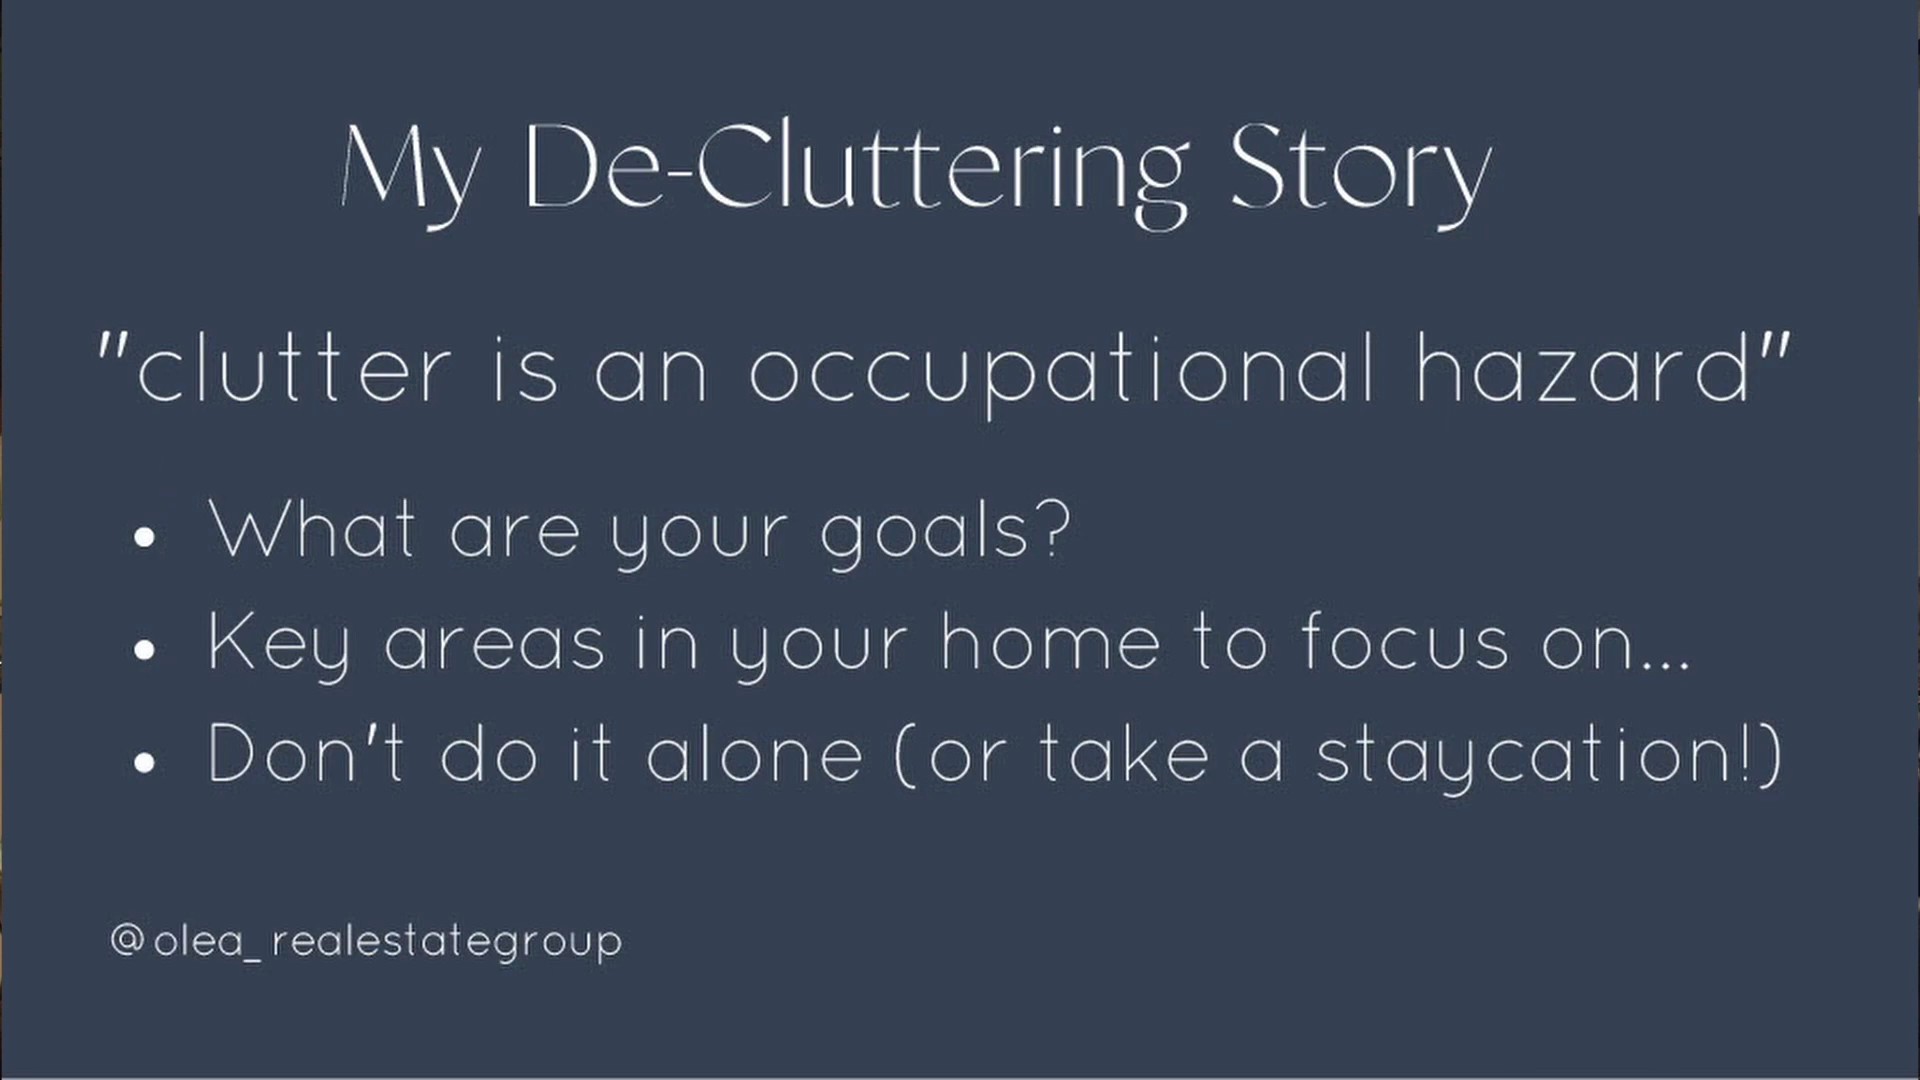 My De-Cluttering Story
"clutter is an occupational hazard"
• What are your goals?
• Key areas in your home to focus on...
• Don't do it alone (or take a staycation!)
@olea_realestategroup